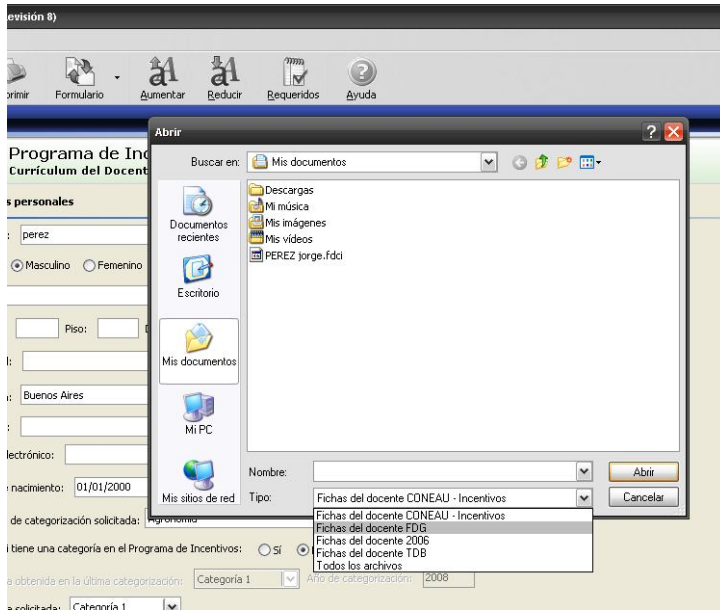 evisión 8)
primir Formulario Aumentar Reducir Requeridos Ayuda
Programa de Inc
Currículum del Docent
s personales
: perez
Masculino Femenino
Piso: D
l:
a: Buenos Aires
:
lectrónico:
nacimiento: 01/01/2000
de categorización solicitada: Agronomía
i tiene una categoría en el Programa de Incentivos: Sí
a obtenida en la última categorización: Categoría 1 Año de categorización: 2008
a solicitada: Categoría 1
Abrir
Buscar en: Mis documentos
Documentos recientes
Escritorio
Mis documentos
Mi PC
Mis sitios de red
Descargas
Mi música
Mis imágenes
Mis vídeos
PEREZ jorge.fdci
Nombre: Abrir
Tipo: Fichas del docente CONEAU - Incentivos Cancelar
Fichas del docente CONEAU - Incentivos
Fichas del docente FDG
Fichas del docente 2006
Fichas del docente TDB
Todos los archivos